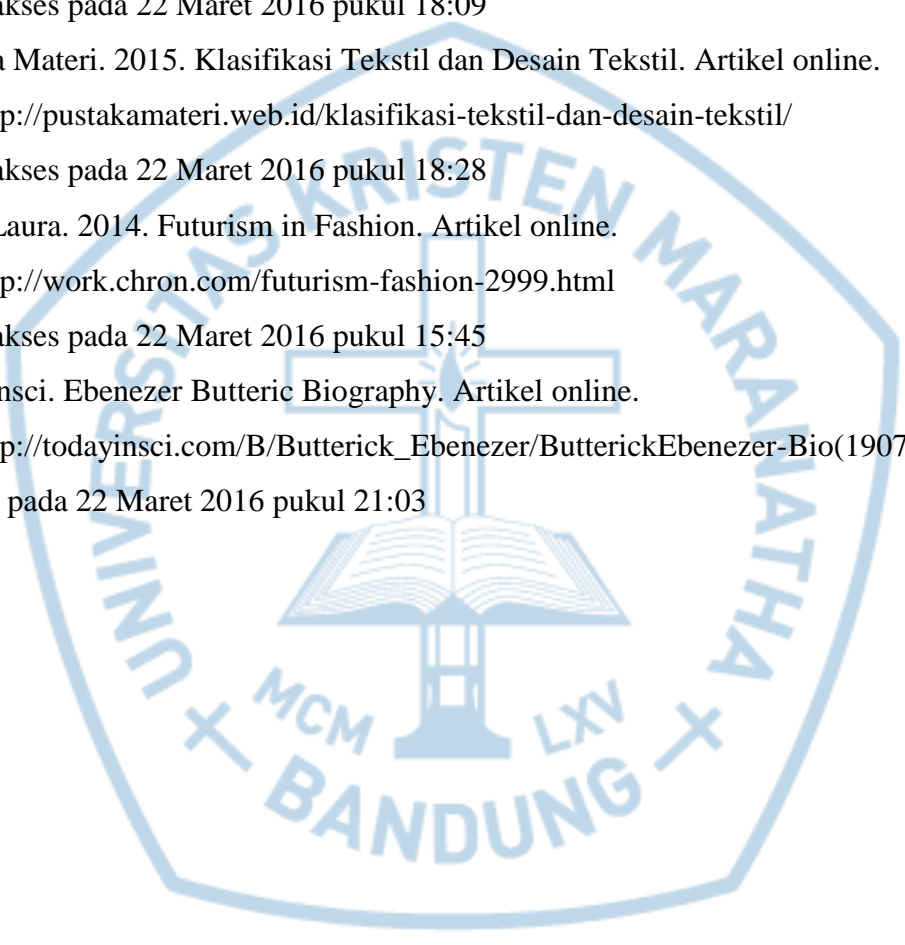 akses pada 22 Maret 2016 pukul 18:09
a Materi. 2015. Klasifikasi Tekstil dan Desain Tekstil. Artikel online.
p://pustakamateri.web.id/klasifikasi-tekstil-dan-desain-tekstil/
akses pada 22 Maret 2016 pukul 18:28
Laura. 2014. Futurism in Fashion. Artikel online.
p://work.chron.com/futurism-fashion-2999.html
akses pada 22 Maret 2016 pukul 15:45
nsci. Ebenezer Butteric Biography. Artikel online.
p://todayinsci.com/B/Butterick_Ebenezer/ButterickEbenezer-Bio(1907
pada 22 Maret 2016 pukul 21:03
UNIVERSITAS KRISTEN MARANATHA
MCM LXV
BANDUNG